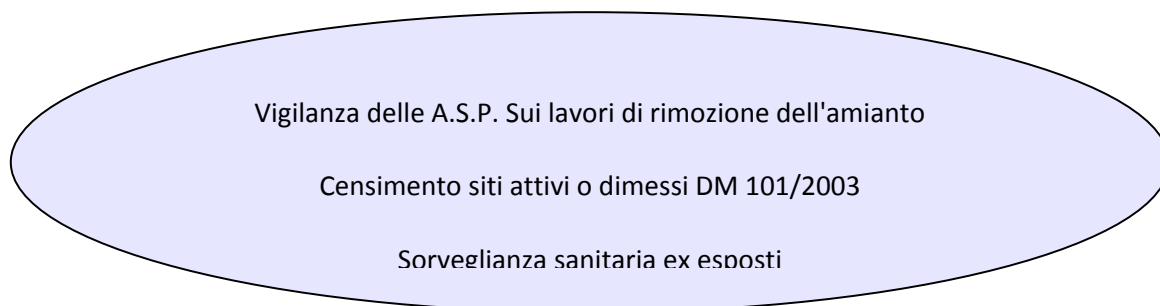 Vigilanza delle A.S.P. Sui lavori di rimozione dell'amianto
Censimento siti attivi o dimessi DM 101/2003
Sorveglianza sanitaria ex esposti